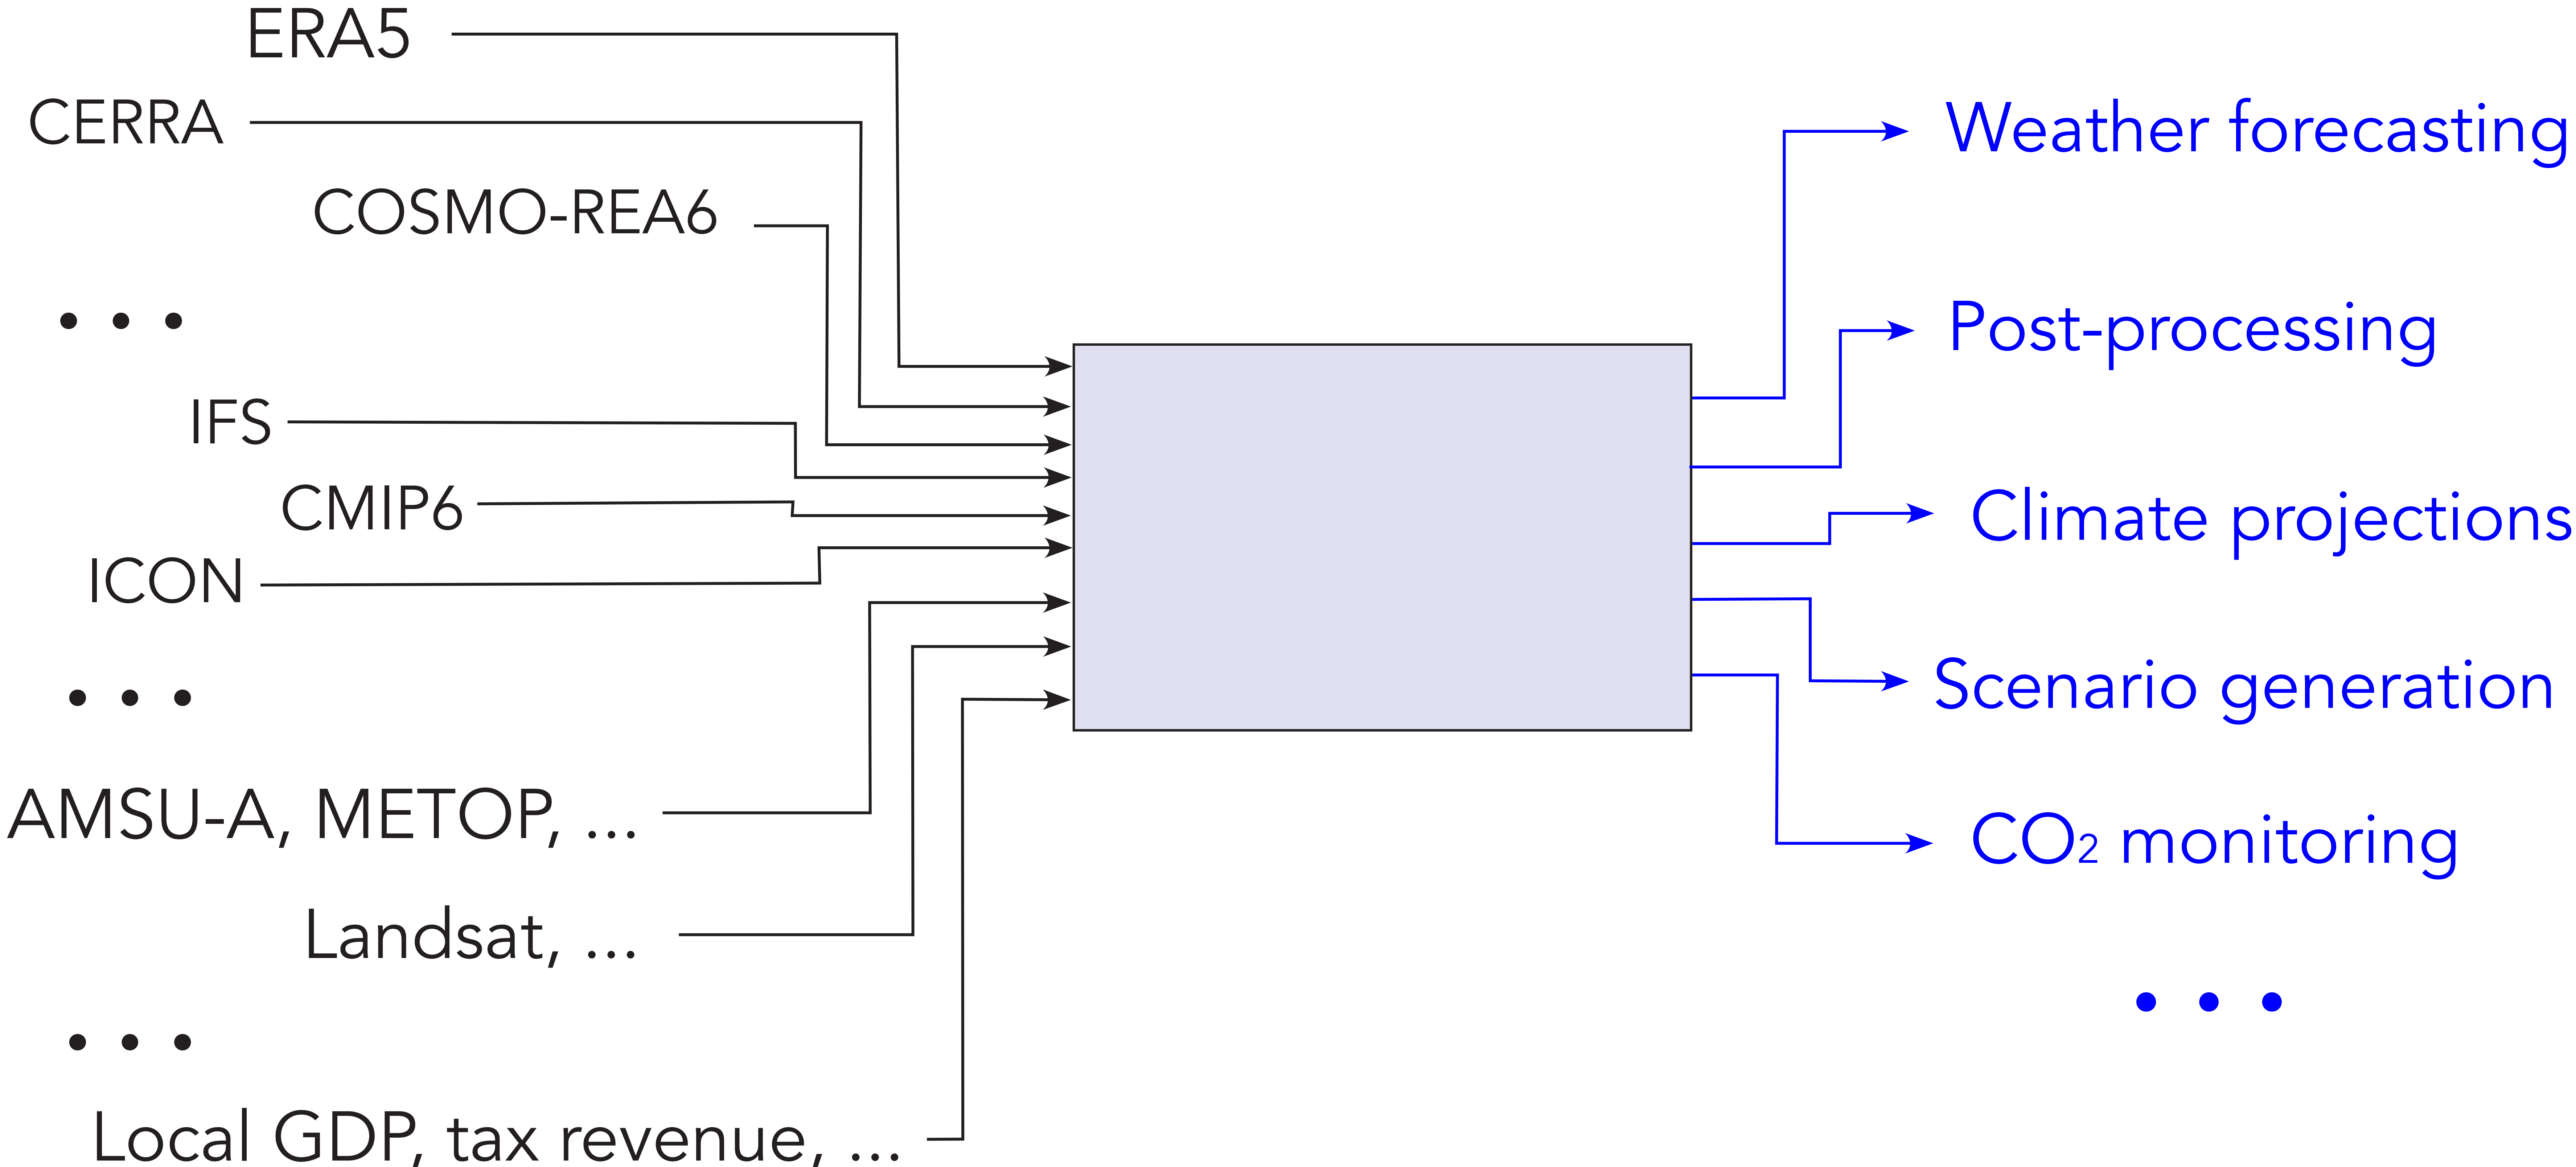 ERA5
CERRA
COSMO-REA6
...
IFS
CMIP6
ICON
...
AMSU-A, METOP, ...
Landsat, ...
...
Local GDP, tax revenue, ...
Weather forecasting
Post-processing
Climate projections
Scenario generation
CO₂ monitoring
...